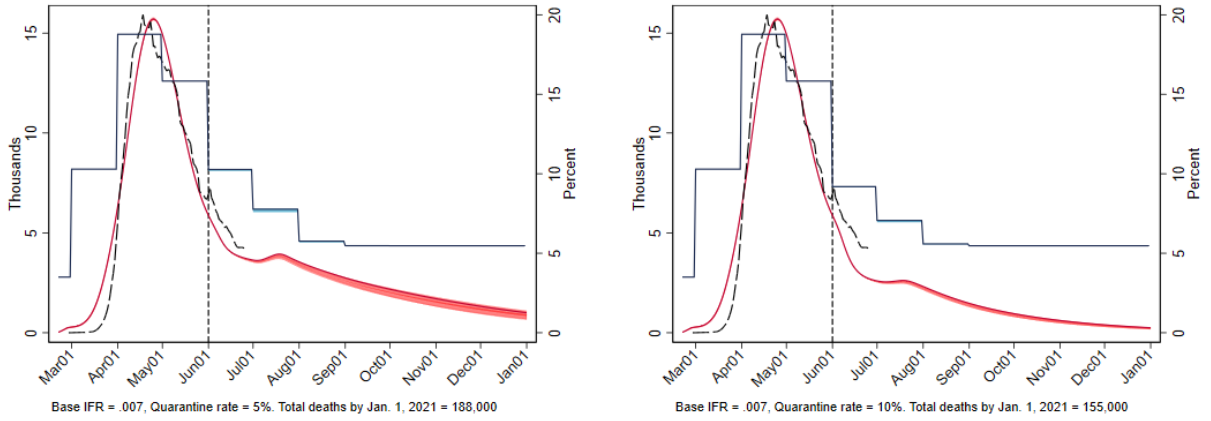 15
10
5
0
Thousands
20
15
10
5
0
Percent
Mar01
Apr01
May01
Jun01
Jul01
Aug01
Sep01
Oct01
Nov01
Dec01
Jan01
Base IFR = .007, Quarantine rate = 5%. Total deaths by Jan. 1, 2021 = 188,000
15
10
5
0
Thousands
20
15
10
5
0
Percent
Mar01
Apr01
May01
Jun01
Jul01
Aug01
Sep01
Oct01
Nov01
Dec01
Jan01
Base IFR = .007, Quarantine rate = 10%. Total deaths by Jan. 1, 2021 = 155,000